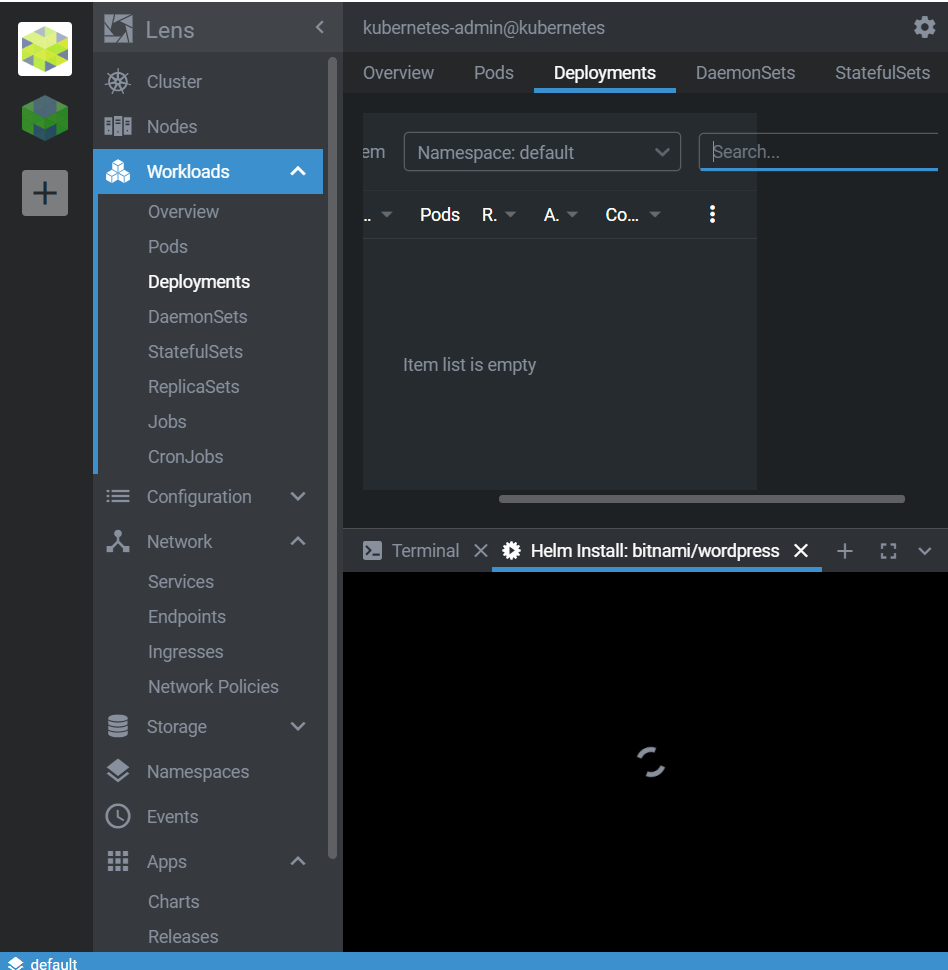 Lens
Cluster
Nodes
Workloads
Overview
Pods
Deployments
DaemonSets
StatefulSets
ReplicaSets
Jobs
CronJobs
Configuration
Network
Services
Endpoints
Ingresses
Network Policies
Storage
Namespaces
Events
Apps
Charts
Releases
kubernetes-admin@kubernetes
Overview Pods Deployments DaemonSets StatefulSets
em Namespace: default Search...
.. Pods R. A. Co...
Item list is empty
Terminal Helm Install: bitnami/wordpress
default